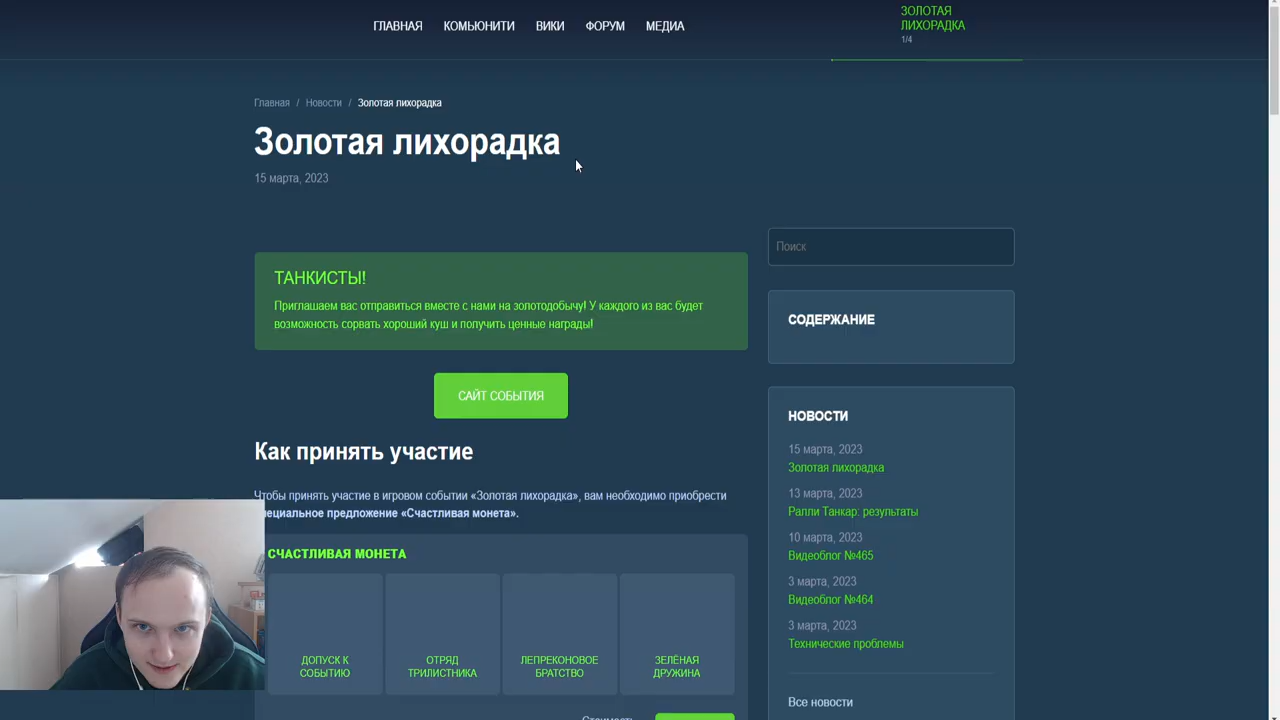 ГЛАВНАЯ КОМЬЮНИТИ ВИКИ ФОРУМ МЕДИА
ЗОЛОТАЯ
ЛИХОРАДКА
1/4
Главная / Новости / Золотая лихорадка
Золотая лихорадка
15 марта, 2023
Поиск
ТАНКИСТЫ!
Приглашаем вас отправиться вместе с нами на золотодобычу! У каждого из вас будет
возможность сорвать хороший куш и получить ценные награды!
САЙТ СОБЫТИЯ
Как принять участие
Чтобы принять участие в игровом событии «Золотая лихорадка», вам необходимо приобрести
специальное предложение «Счастливая монета».
СЧАСТЛИВАЯ МОНЕТА
ДОПУСК К
СОБЫТИЮ
ОТРЯД
ТРИЛИСТНИКА
ЛЕПРЕКОНОВОЕ
БРАТСТВО
ЗЕЛЁНАЯ
ДРУЖИНА
Стоимость
СОДЕРЖАНИЕ
НОВОСТИ
15 марта, 2023
Золотая лихорадка
13 марта, 2023
Ралли Танкар: результаты
10 марта, 2023
Видеоблог №465
3 марта, 2023
Видеоблог №464
3 марта, 2023
Технические проблемы
Все новости